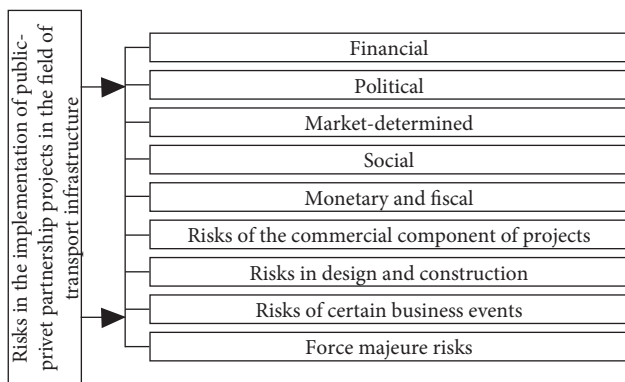 Risks in the implementation of public-
privet partnership projects in the field of
transport infrastructure
Financial
Political
Market-determined
Social
Monetary and fiscal
Risks of the commercial component of projects
Risks in design and construction
Risks of certain business events
Force majeure risks